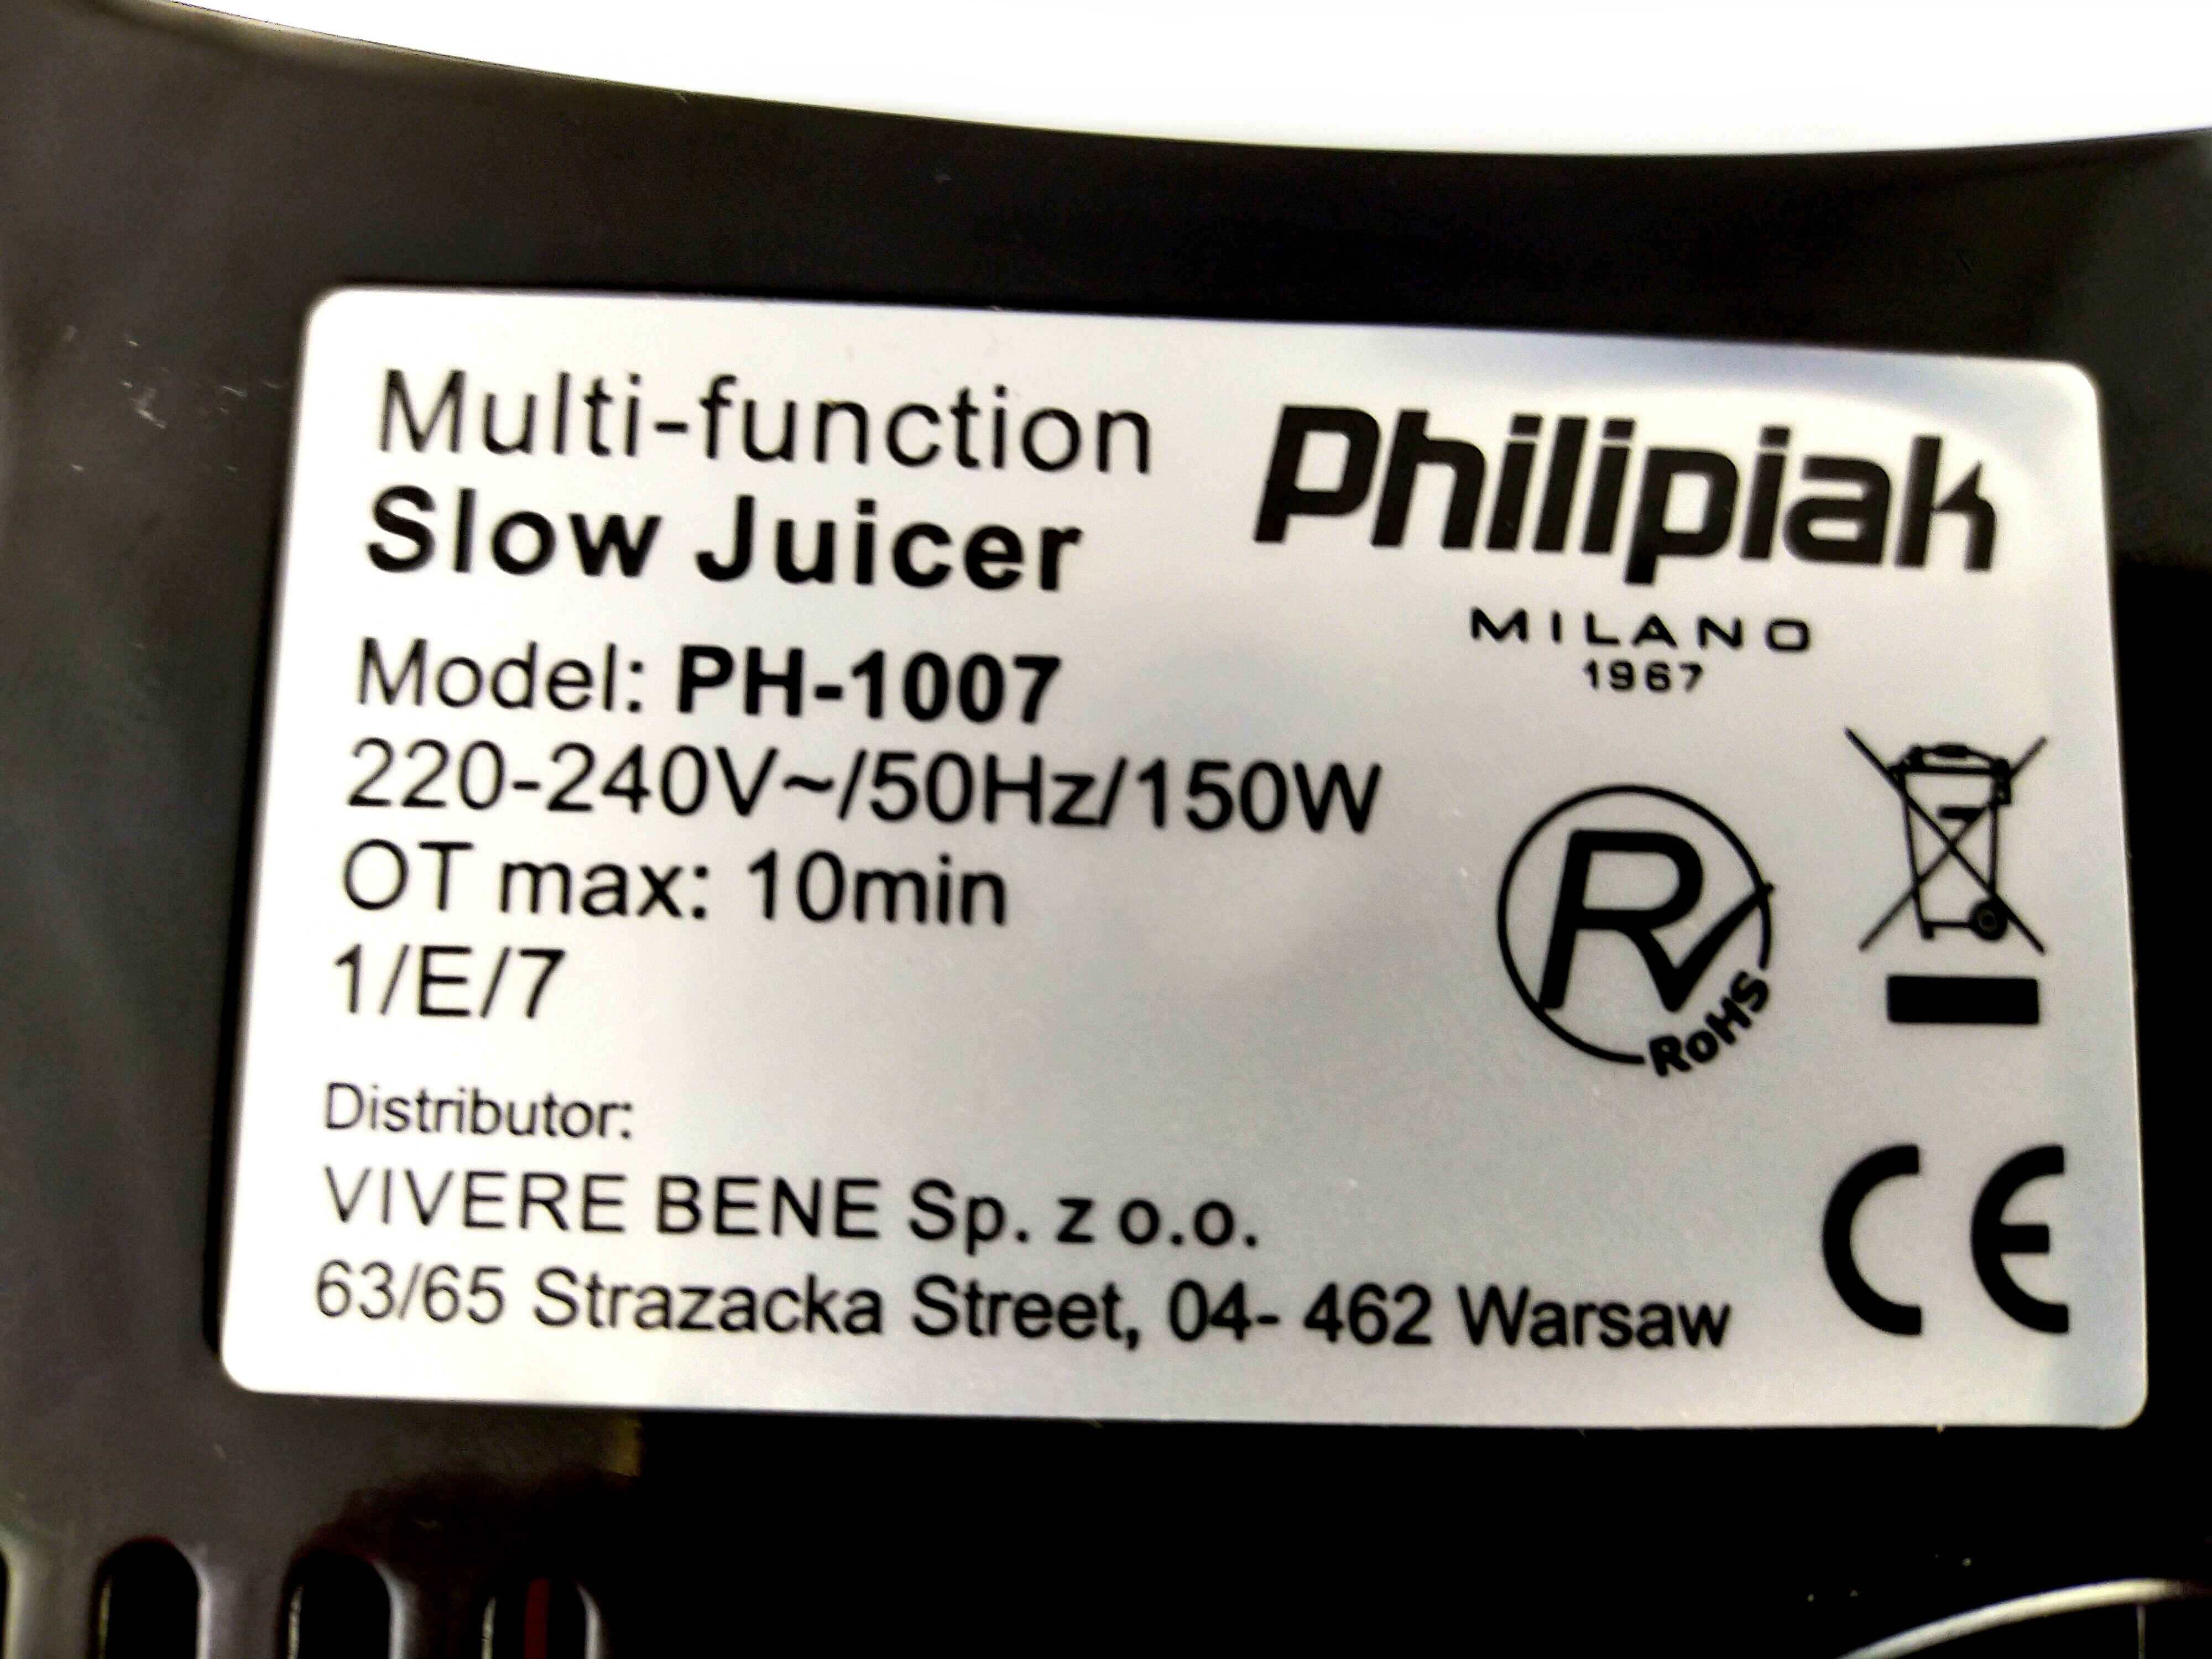 Multi-function
Slow Juicer
Philipiak
MILANO
1967
Model: PH-1007
220-240V~/50Hz/150W
OT max: 10min
1/E/7
RoHS
Distributor:
VIVERE BENE Sp. z o.o.
63/65 Strazacka Street, 04- 462 Warsaw
CE